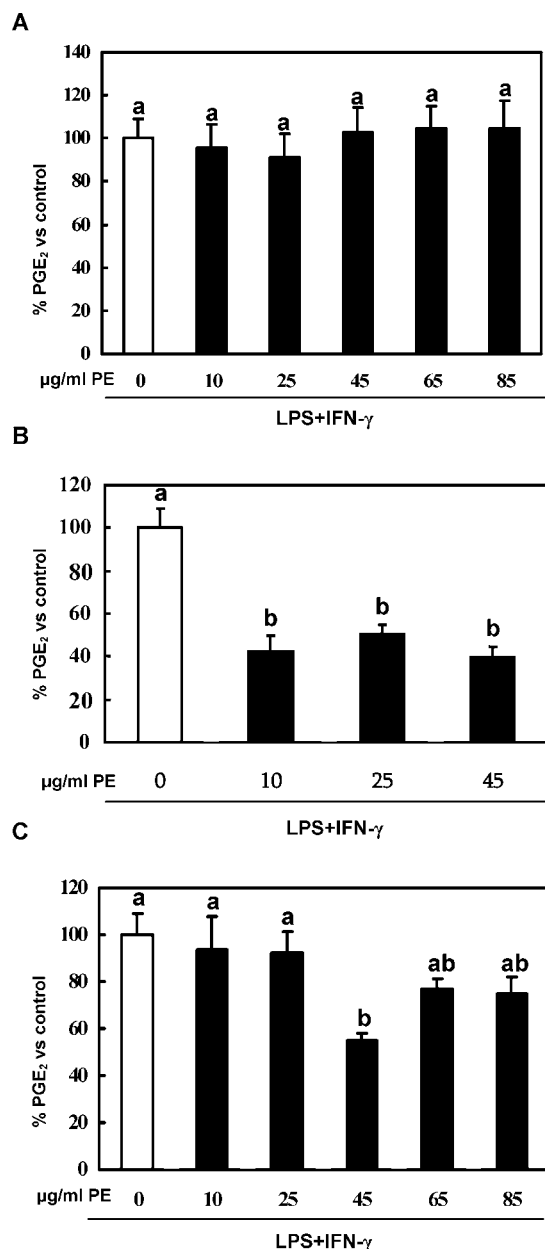 A
140
120
100
80
60
40
20
0
% PGE₂ vs control
a a a a a a
µg/ml PE 0 10 25 45 65 85
LPS+IFN-γ
B
120
100
80
60
40
20
0
% PGE₂ vs control
a b b b
µg/ml PE 0 10 25 45
LPS+IFN-γ
C
120
100
80
60
40
20
0
% PGE₂ vs control
a a a b ab ab
µg/ml PE 0 10 25 45 65 85
LPS+IFN-γ